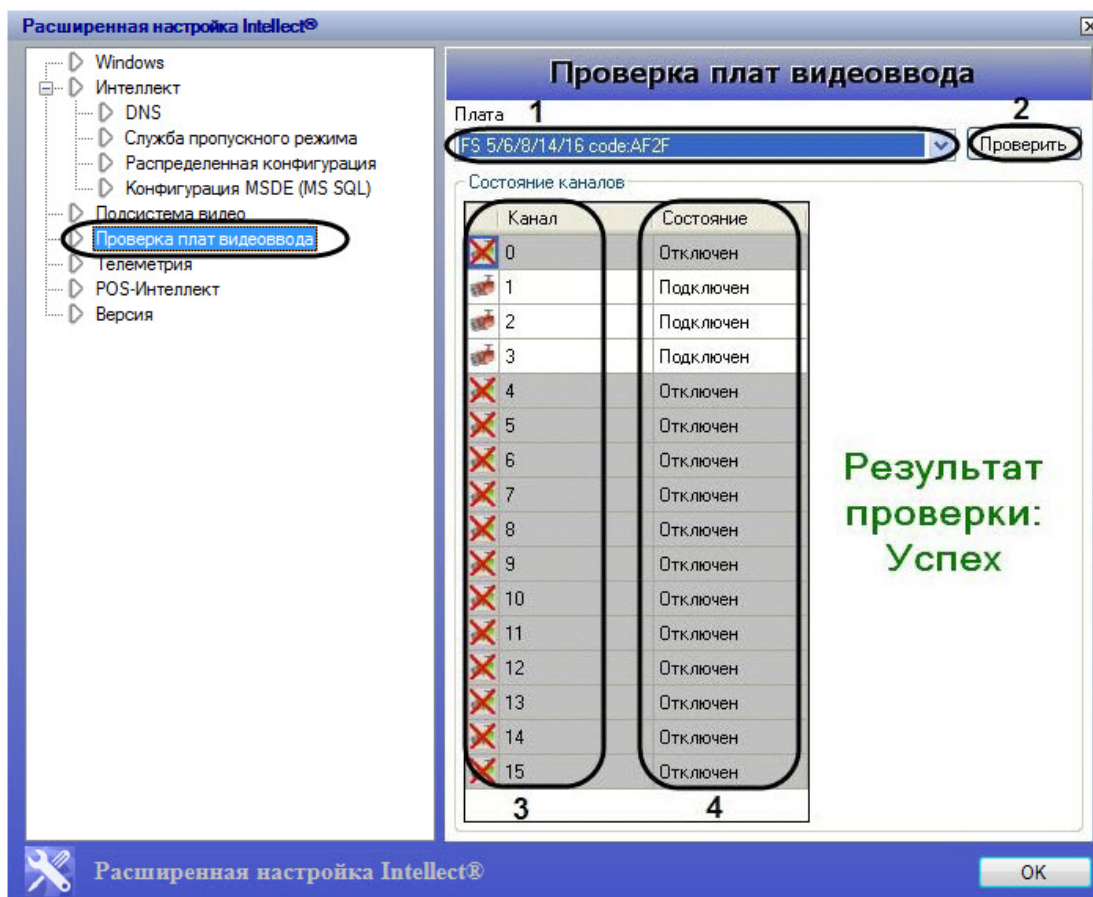 Расширенная настройка Intellect®
Windows
Интеллект
DNS
Служба пропускного режима
Распределенная конфигурация
Конфигурация MSDE (MS SQL)
Подсистема видео
Проверка плат видеоввода
Телеметрия
POS-Интеллект
Версия
Проверка плат видеоввода
Плата 1 2
FS 5/6/8/14/16 code:AF2F Проверить
Состояние каналов
Канал Состояние
0 Отключен
1 Подключен
2 Подключен
3 Подключен
4 Отключен
5 Отключен
6 Отключен
7 Отключен
8 Отключен
9 Отключен
10 Отключен
11 Отключен
12 Отключен
13 Отключен
14 Отключен
15 Отключен
3 4
Результат
проверки:
Успех
Расширенная настройка Intellect®
OK